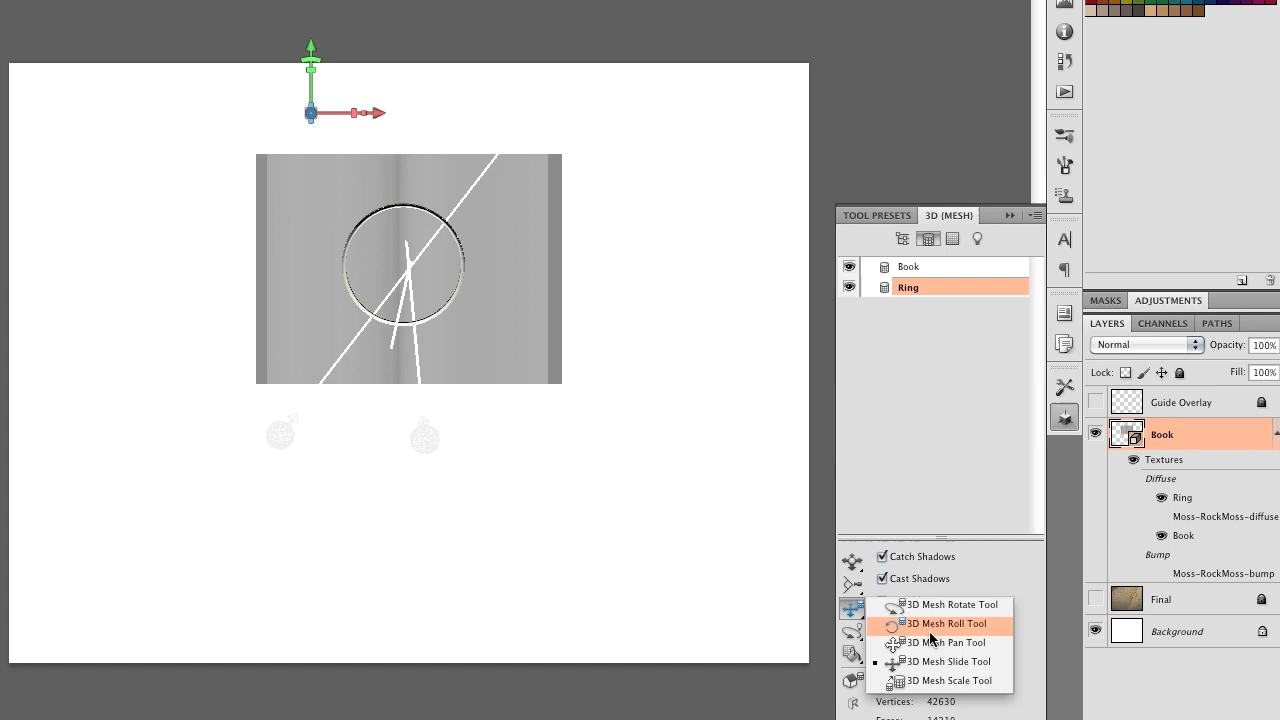 TOOL PRESETS
3D {MESH}
Book
Ring
Catch Shadows
Cast Shadows
3D Mesh Rotate Tool
3D Mesh Roll Tool
3D Mesh Pan Tool
3D Mesh Slide Tool
3D Mesh Scale Tool
Vertices: 42630
MASKS
ADJUSTMENTS
LAYERS
CHANNELS
PATHS
Normal
Opacity: 100%
Lock:
Fill: 100%
Guide Overlay
Book
Textures
Diffuse
Ring
Moss-RockMoss-diffuse
Book
Bump
Moss-RockMoss-bump
Final
Background